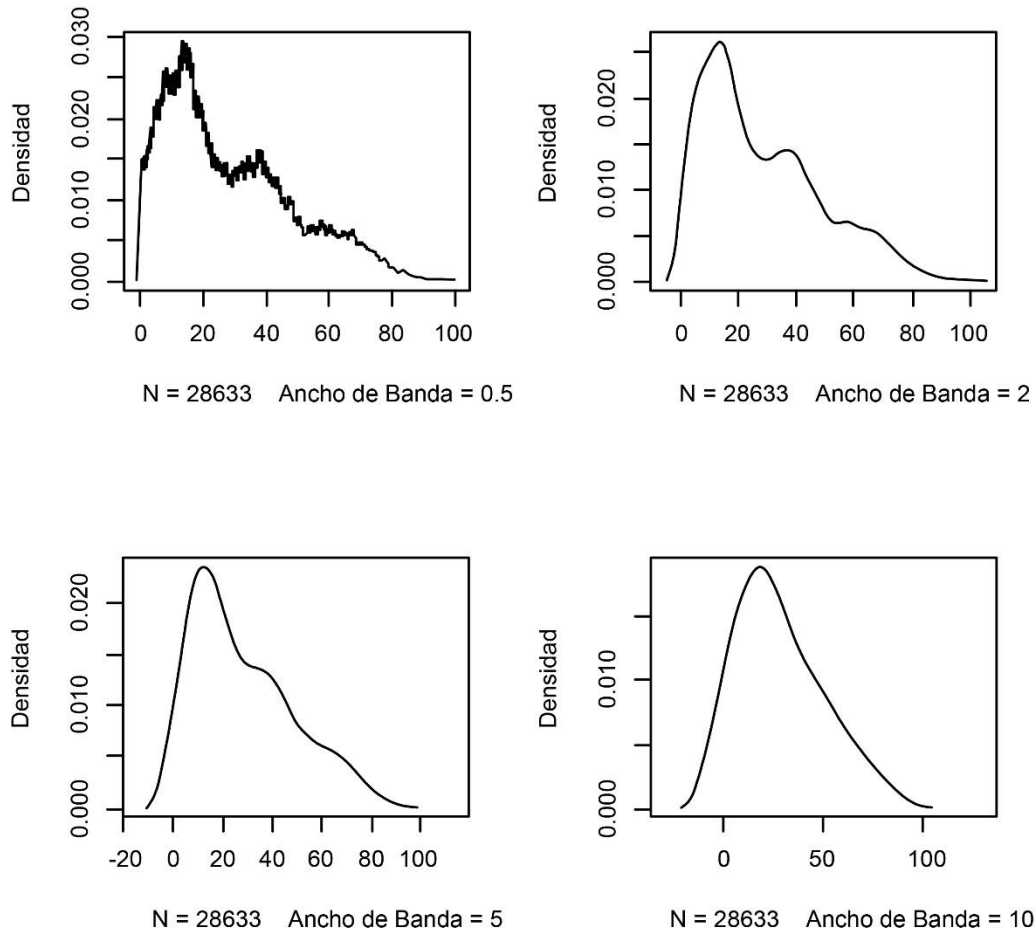 Densidad
0.030
0.020
0.010
0.000
0 20 40 60 80 100
N = 28633 Ancho de Banda = 0.5
Densidad
0.020
0.010
0.000
0 20 40 60 80 100
N = 28633 Ancho de Banda = 2
Densidad
0.020
0.010
0.000
-20 0 20 40 60 80 100
N = 28633 Ancho de Banda = 5
Densidad
0.010
0.000
0 50 100
N = 28633 Ancho de Banda = 10